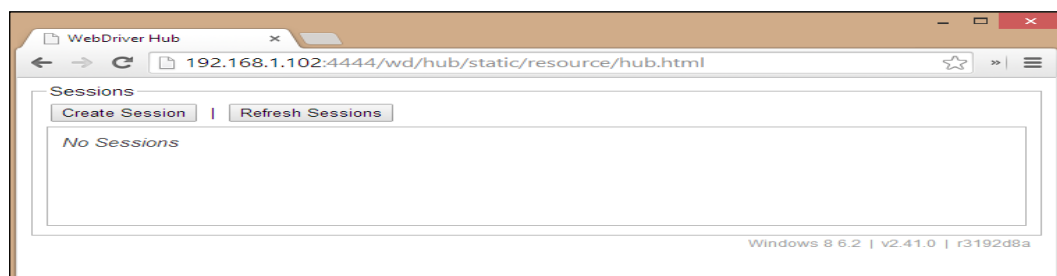 WebDriver Hub
192.168.1.102:4444/wd/hub/static/resource/hub.html
Sessions
Create Session | Refresh Sessions
No Sessions
Windows 8 6.2 | v2.41.0 | r3192d8a